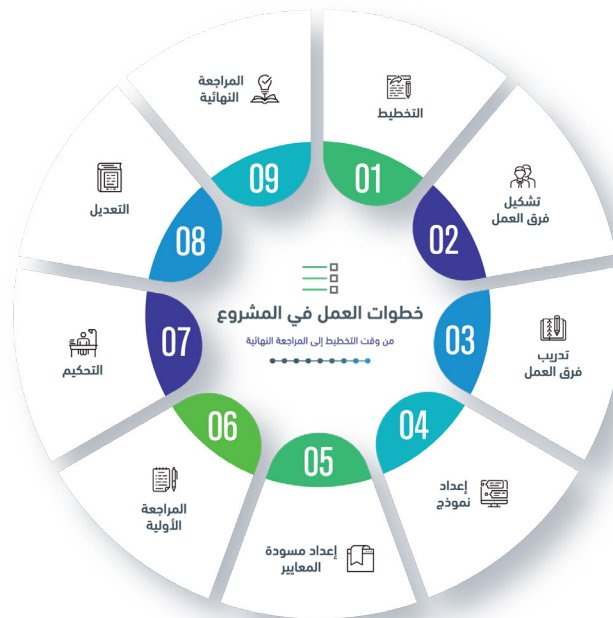 خطوات العمل في المشروع
من وقت التخطيط إلى المراجعة النهائية
01
التخطيط
02
تشكيل
فرق العمل
03
تدريب
فرق العمل
04
إعداد
نموذج
05
إعداد مسودة
المعايير
06
المراجعة
الأولية
07
التحكيم
08
التعديل
09
المراجعة
النهائية